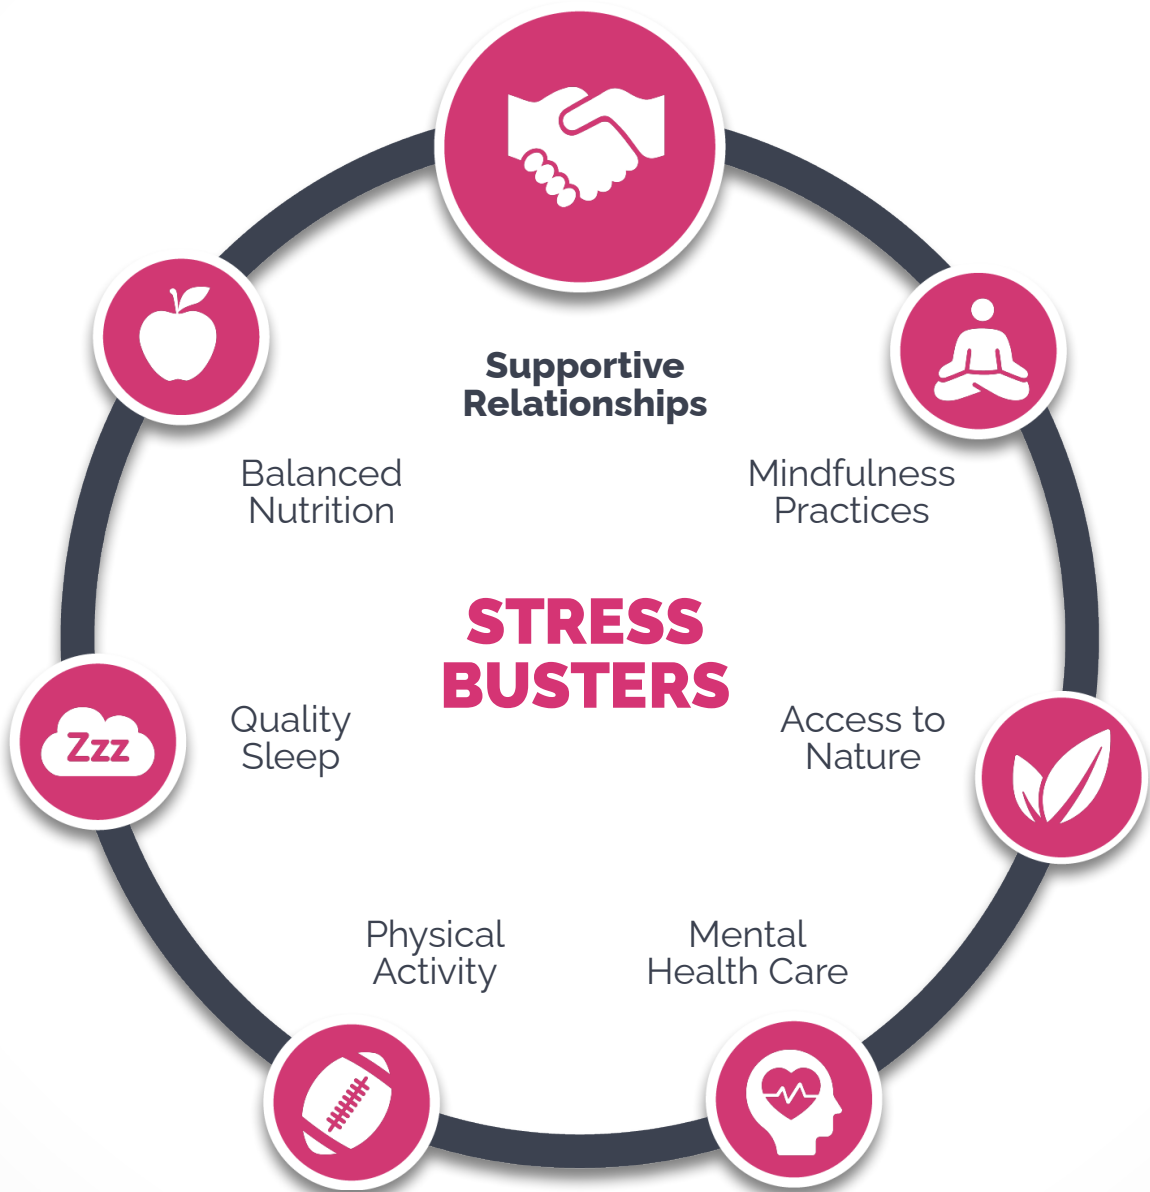 Supportive
Relationships
Balanced
Nutrition
Mindfulness
Practices
STRESS
BUSTERS
Zzz
Quality
Sleep
Access to
Nature
Physical
Activity
Mental
Health Care